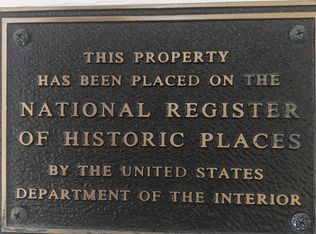 THIS PROPERTY
HAS BEEN PLACED ON THE
NATIONAL REGISTER
OF HISTORIC PLACES
BY THE UNITED STATES
DEPARTMENT OF THE INTERIOR